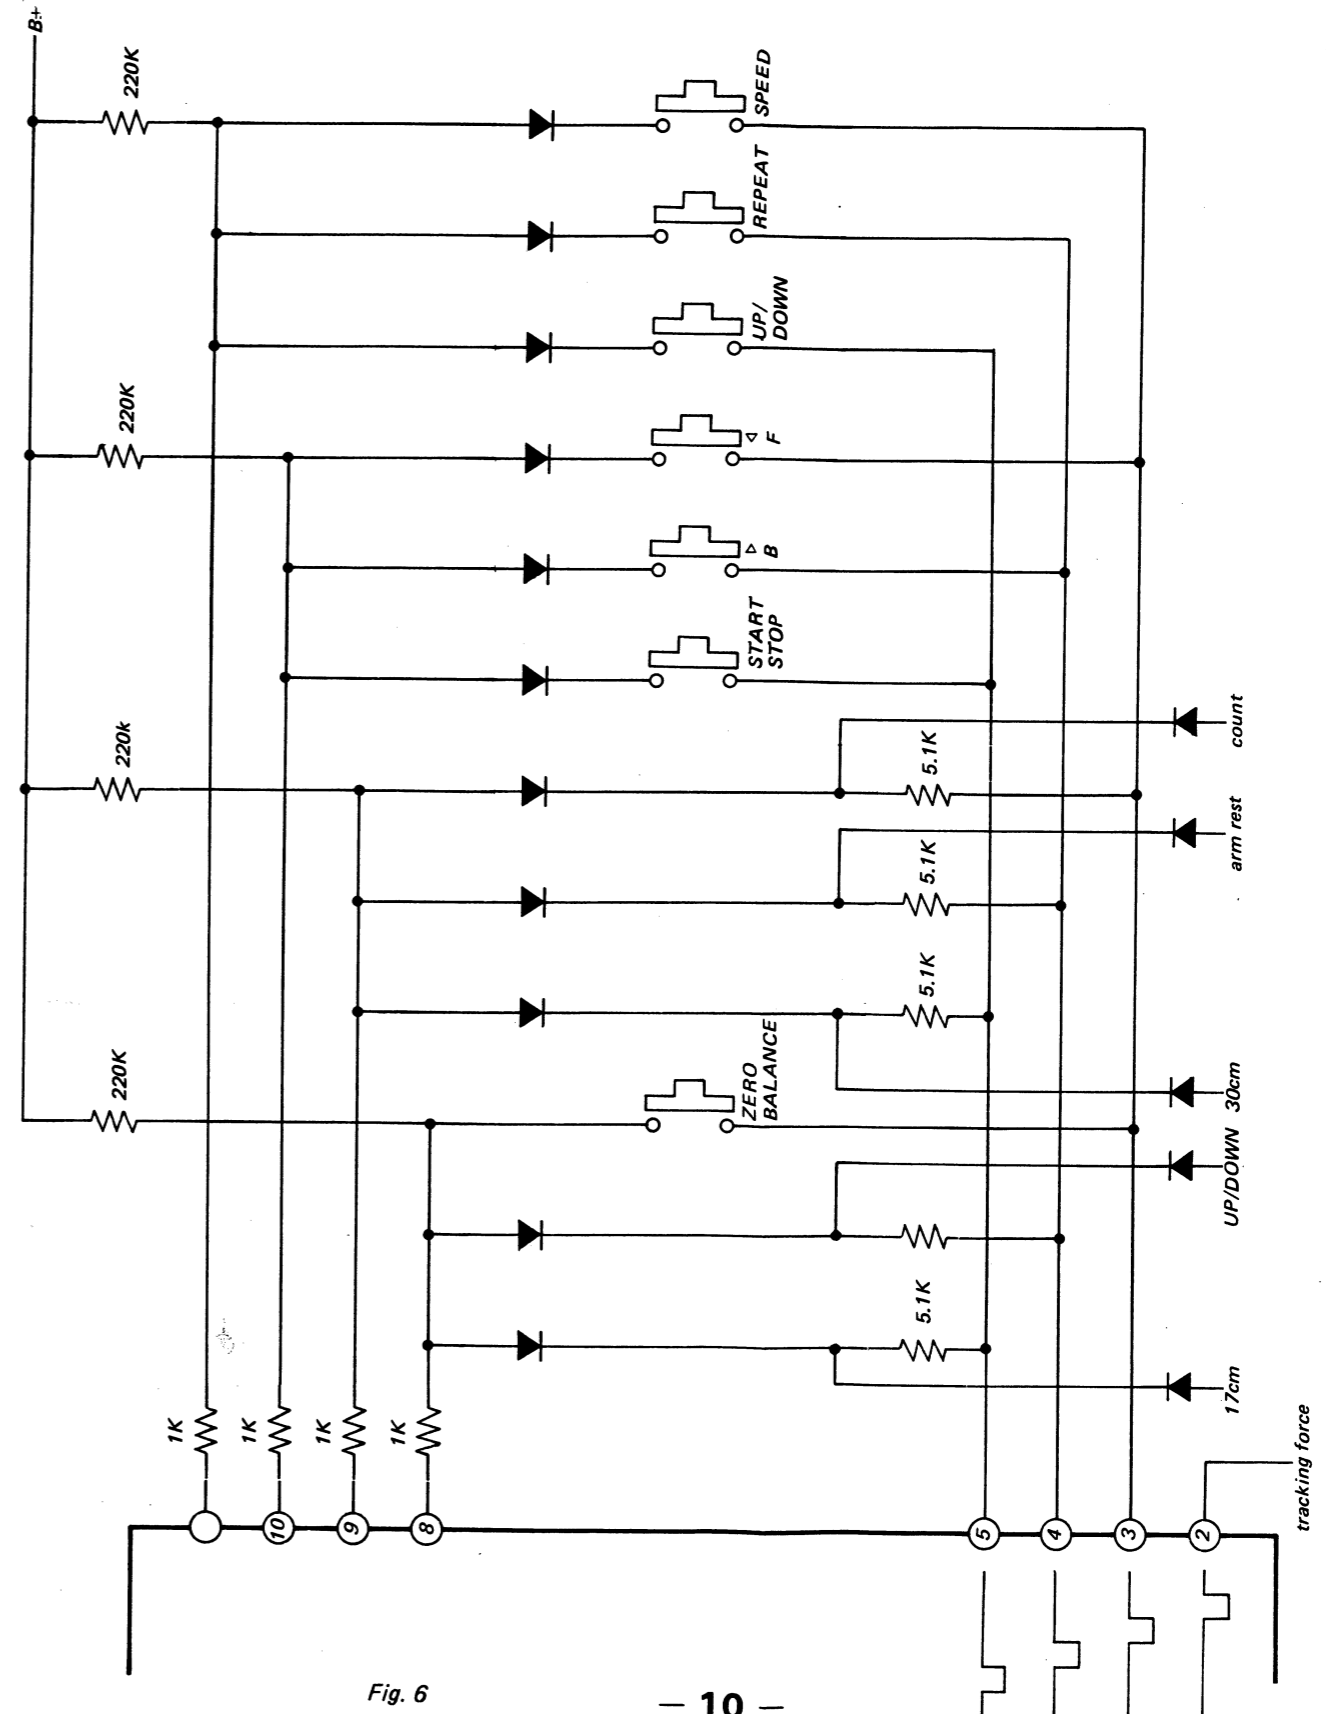 B+
220K
SPEED
REPEAT
UP/
DOWN
220K
▽ F
△ B
START
STOP
220k
count
5.1K
arm rest
5.1K
5.1K
220K
ZERO
BALANCE
30cm
UP/DOWN
5.1K
17cm
1K
1K
1K
1K
tracking force
10
9
8
5
4
3
2
Fig. 6
— 10 —